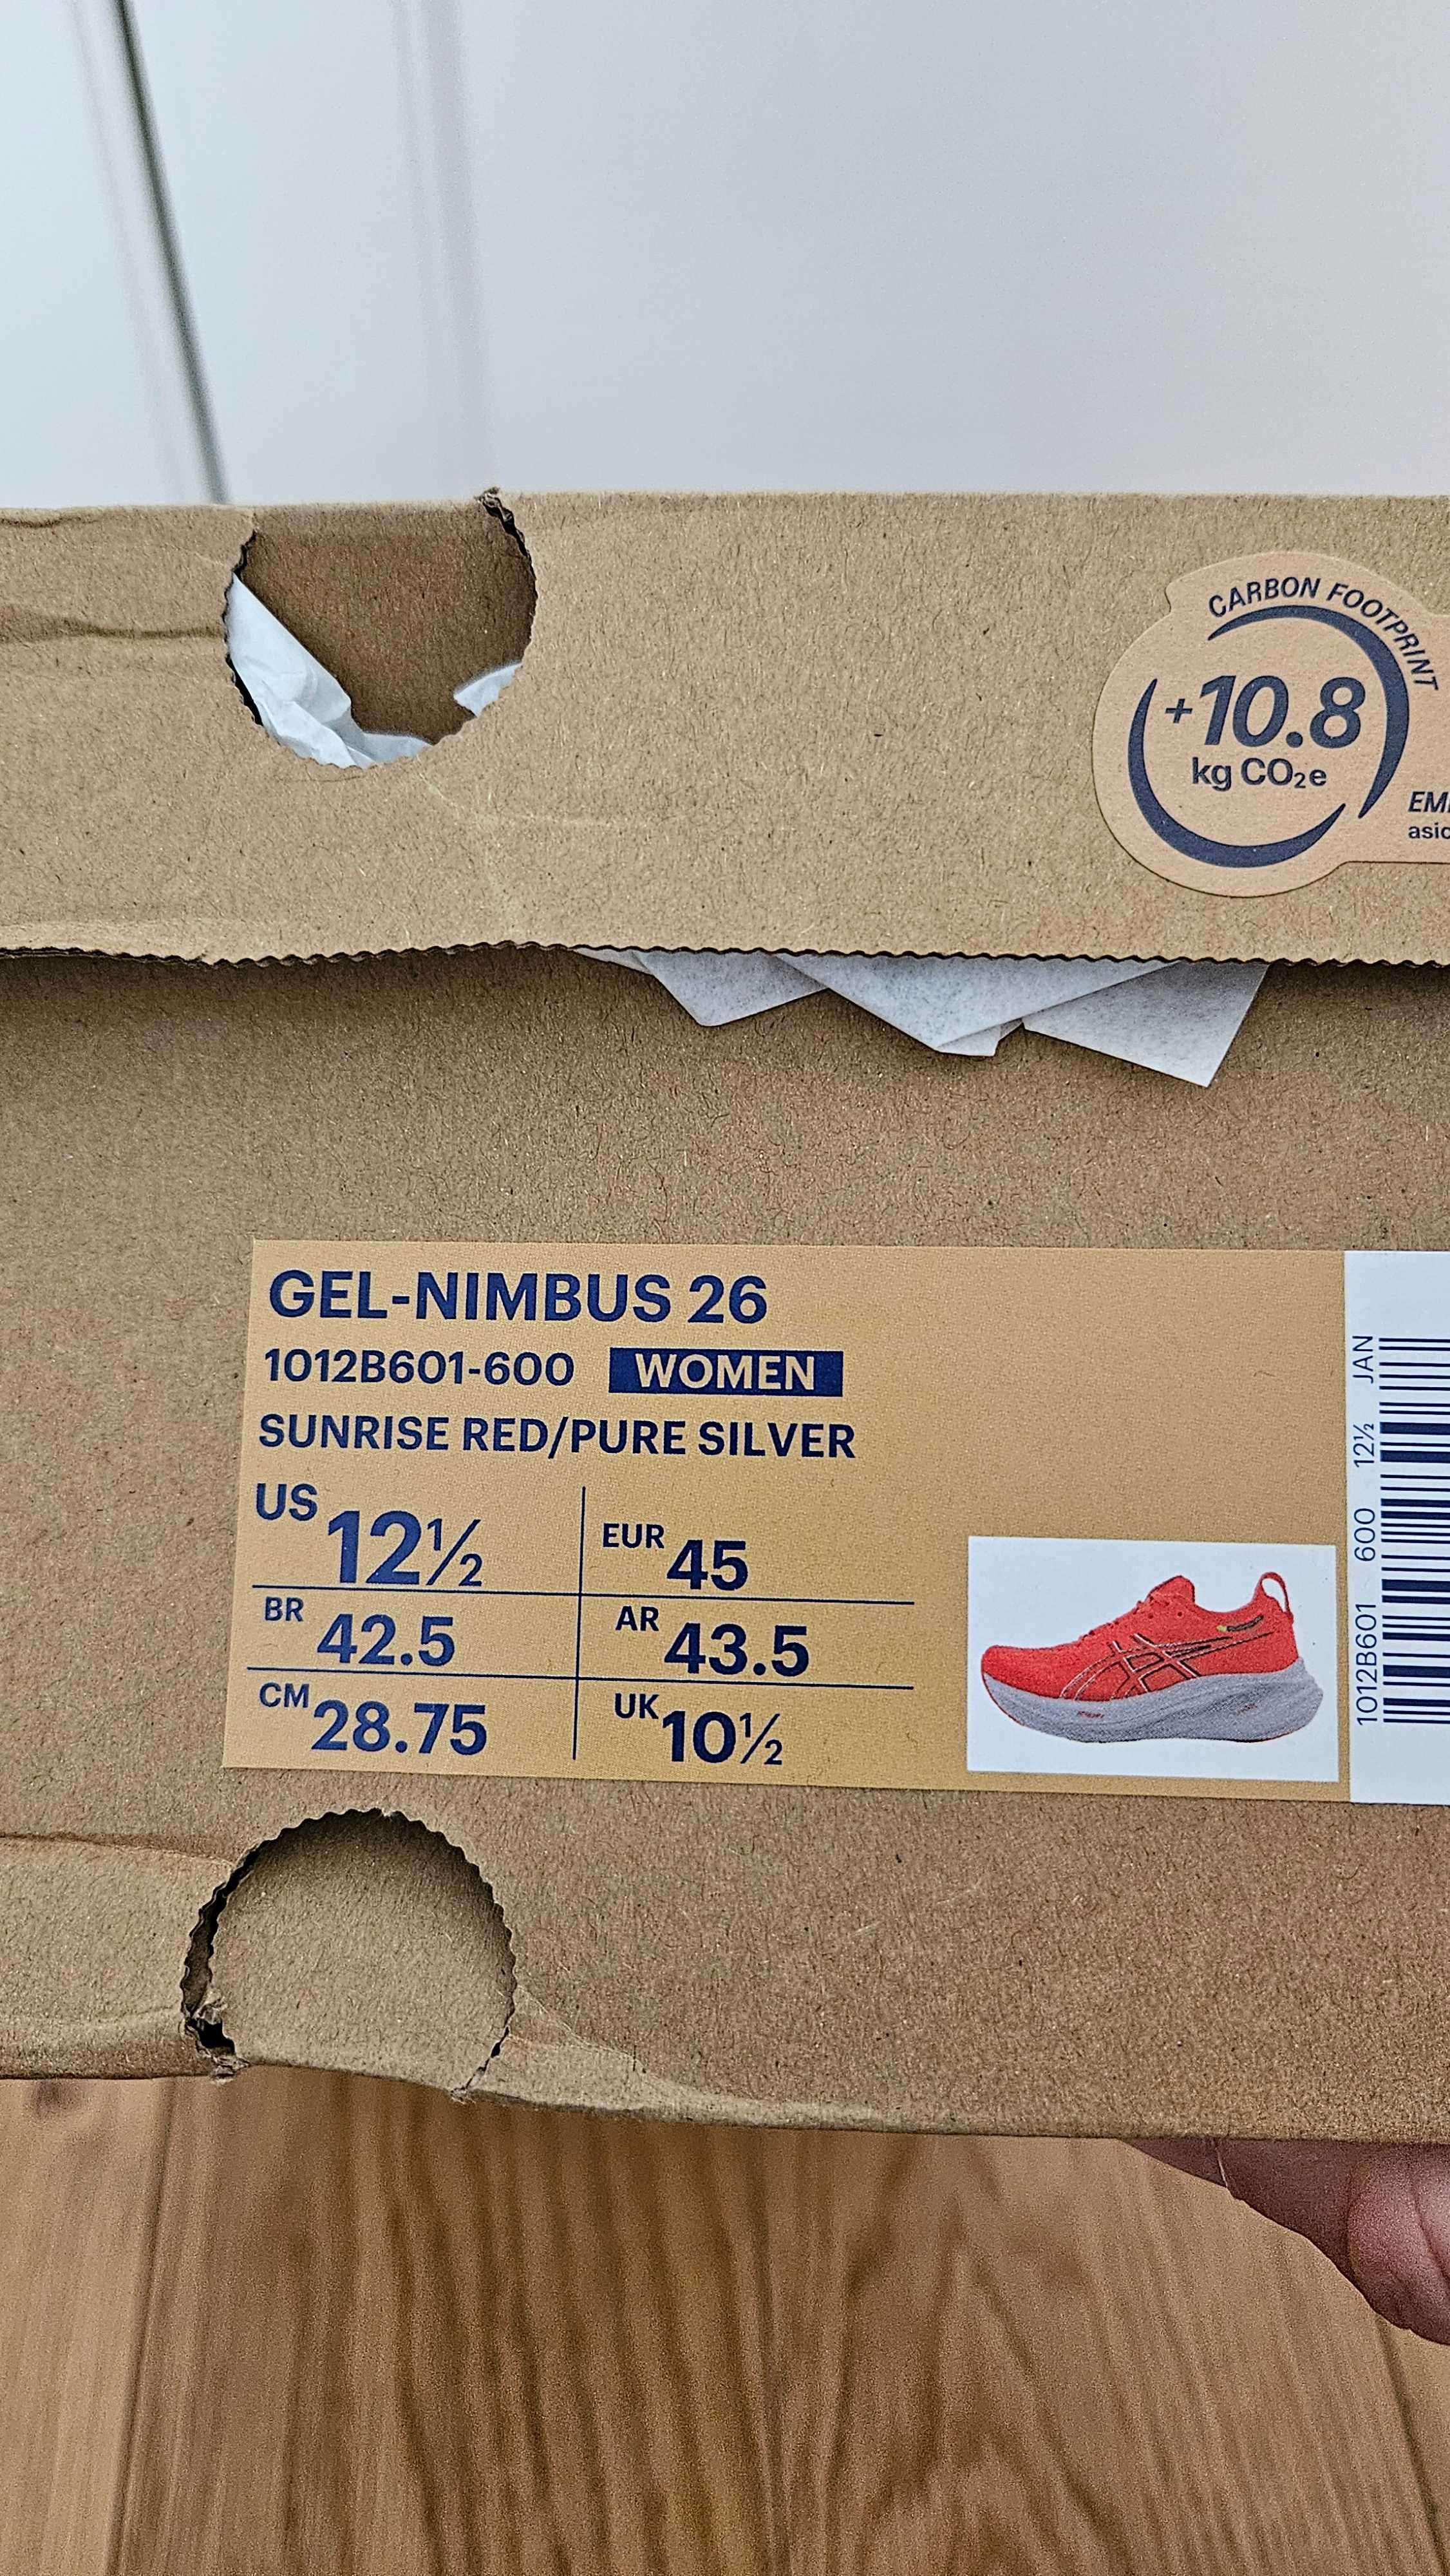 CARBON FOOTPRINT
+10.8
kg CO₂e
GEL-NIMBUS 26
1012B601-600 WOMEN
SUNRISE RED/PURE SILVER
US 12½ EUR 45
BR 42.5 AR 43.5
CM 28.75 UK 10½
1012B601 600 12½ JAN